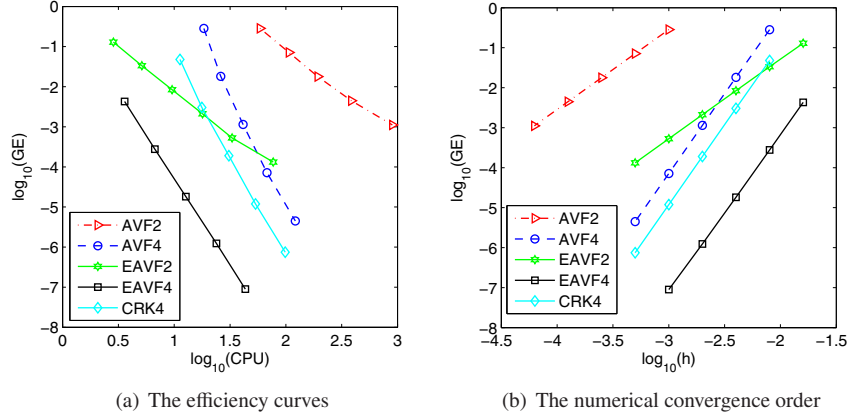 0
−1
−2
−3
−4
−5
−6
−7
−8
log10(GE)
AVF2
AVF4
EAVF2
EAVF4
CRK4
0 0.5 1 1.5 2 2.5 3
log10(CPU)
(a) The efficiency curves
0
−1
−2
−3
−4
−5
−6
−7
−8
log10(GE)
AVF2
AVF4
EAVF2
EAVF4
CRK4
−4.5 −4 −3.5 −3 −2.5 −2 −1.5
log10(h)
(b) The numerical convergence order